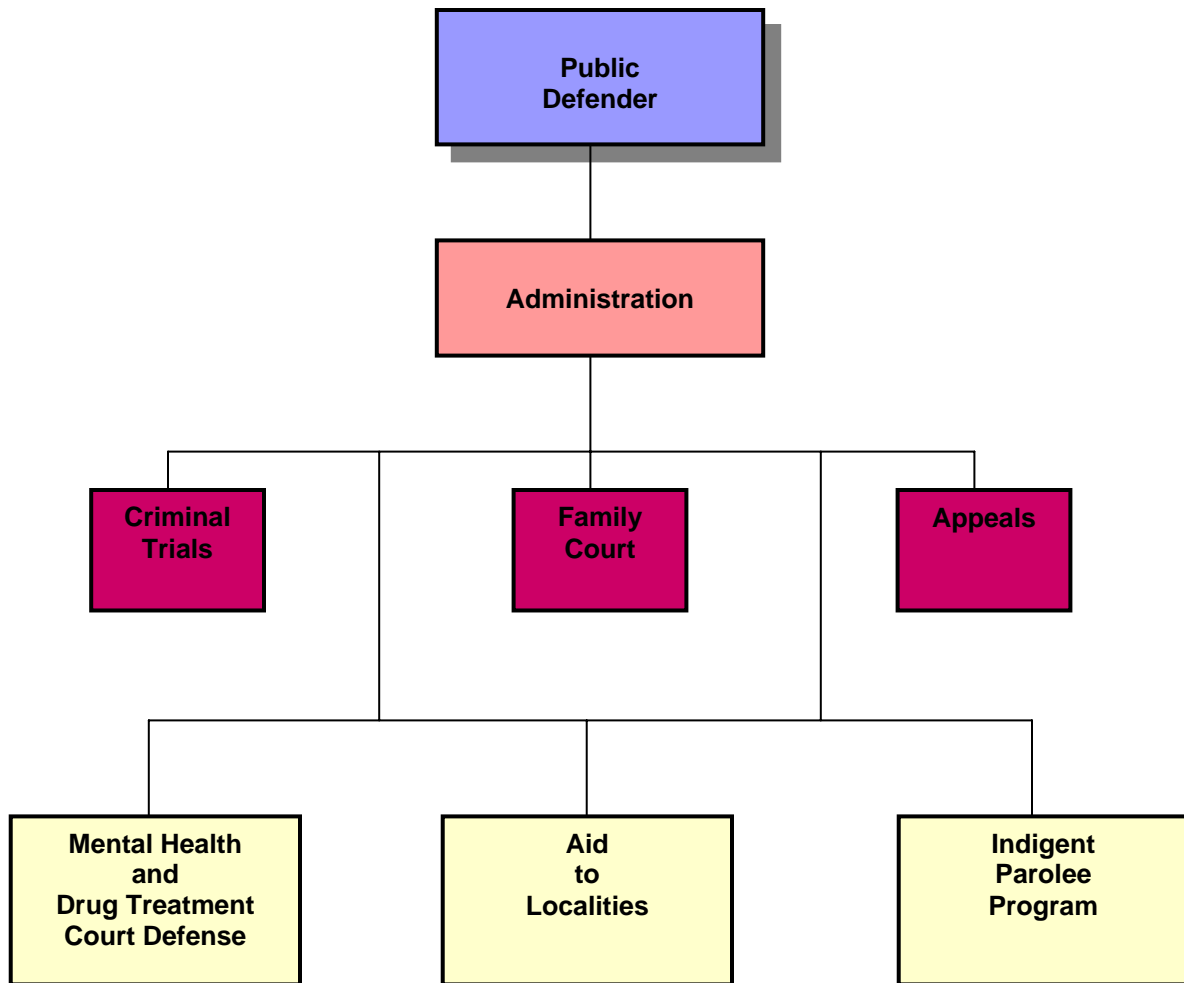 Public
Defender
Administration
Criminal
Trials
Family
Court
Appeals
Mental Health
and
Drug Treatment
Court Defense
Aid
to
Localities
Indigent
Parolee
Program